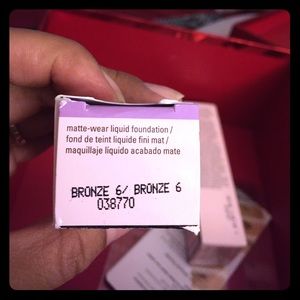 matte-wear liquid foundation /
fond de teint liquide fini mat /
maquillaje líquido acabado mate
BRONZE 6/ BRONZE 6
038770